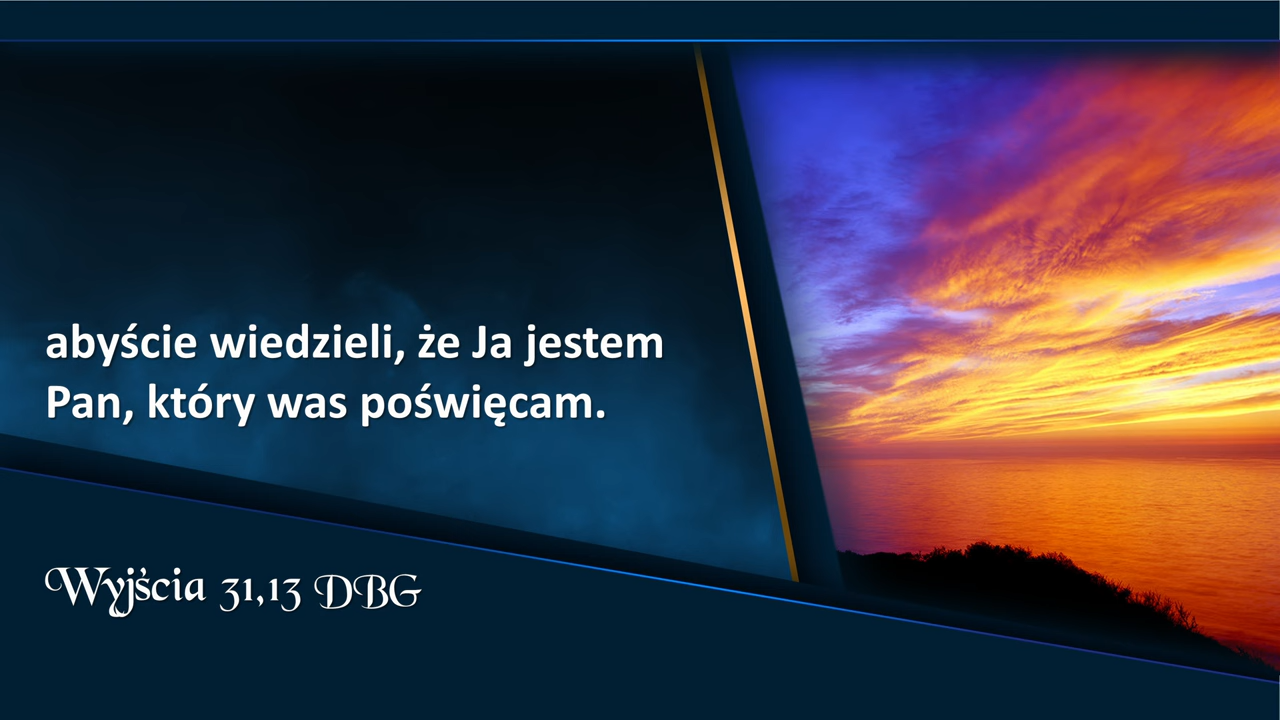 abyście wiedzieli, że Ja jestem
Pan, który was poświęcam.
Wyjścia 31,13 DBG